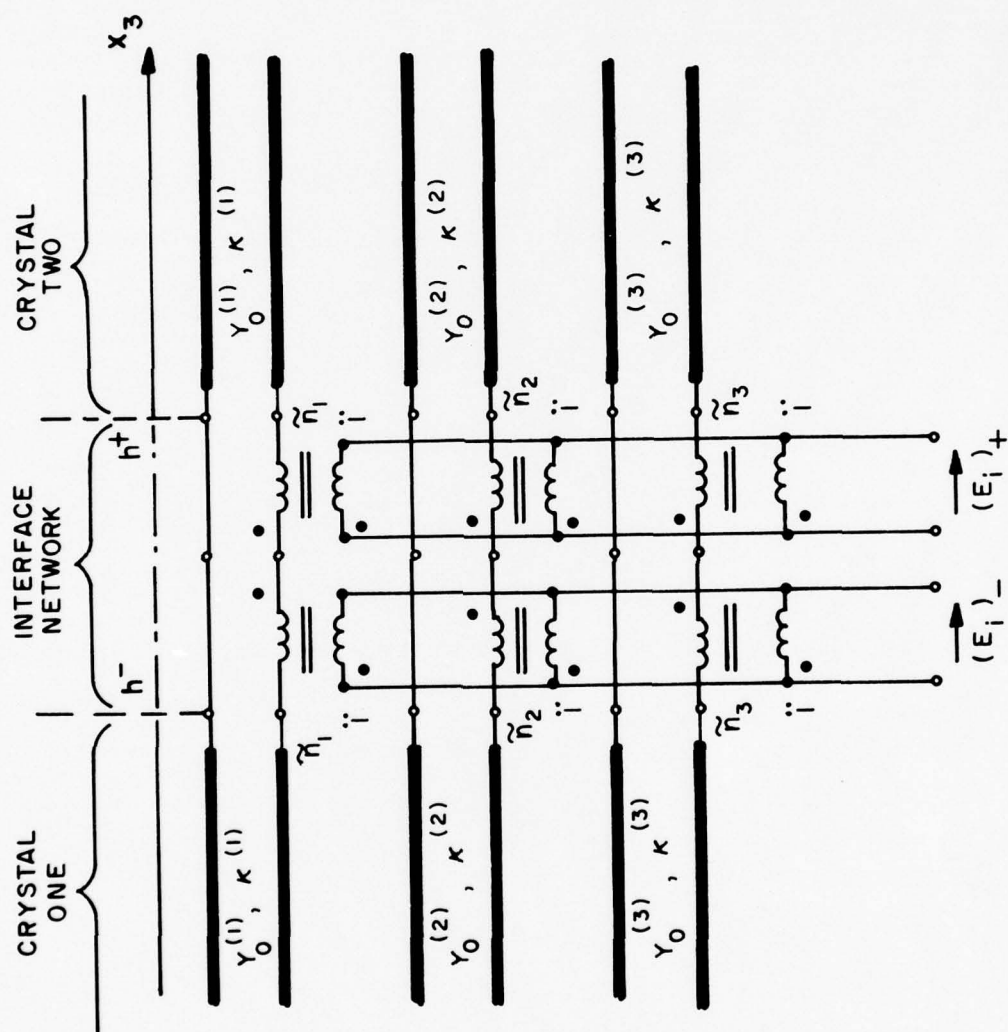 CRYSTAL
ONE
INTERFACE
NETWORK
CRYSTAL
TWO
h⁻
h⁺
X₃
Y₀⁽¹⁾, κ⁽¹⁾
Y₀⁽¹⁾, κ⁽¹⁾
ñ₁
ñ₁
:1
:1
Y₀⁽²⁾, κ⁽²⁾
Y₀⁽²⁾, κ⁽²⁾
ñ₂
ñ₂
:1
:1
Y₀⁽³⁾, κ⁽³⁾
Y₀⁽³⁾, κ⁽³⁾
ñ₃
ñ₃
:1
:1
(Eᵢ)₋
(Eᵢ)₊